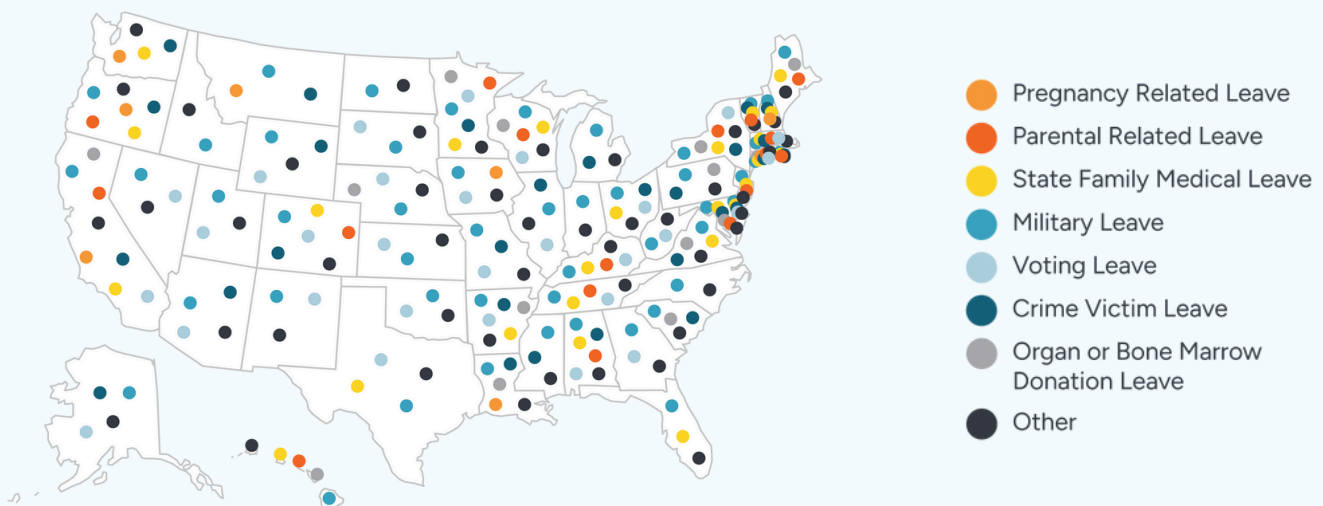 Pregnancy Related Leave
Parental Related Leave
State Family Medical Leave
Military Leave
Voting Leave
Crime Victim Leave
Organ or Bone Marrow
Donation Leave
Other